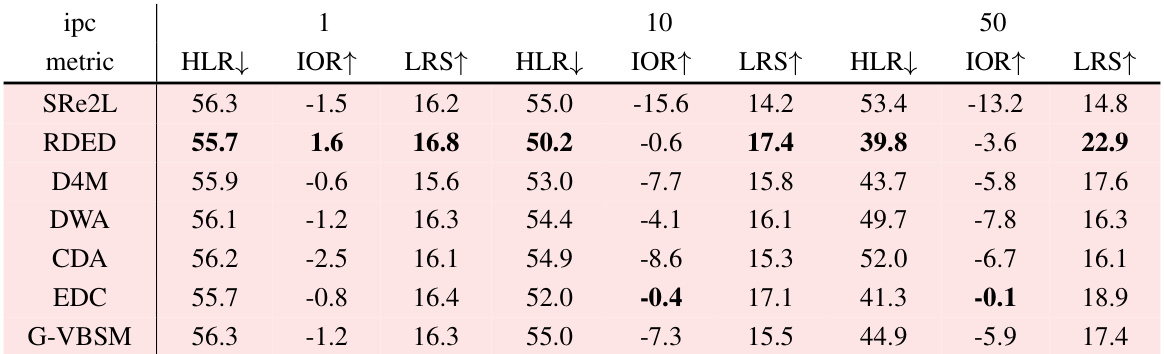 ipc 1 10 50
metric HLR↓ IOR↑ LRS↑ HLR↓ IOR↑ LRS↑ HLR↓ IOR↑ LRS↑
SRe2L 56.3 -1.5 16.2 55.0 -15.6 14.2 53.4 -13.2 14.8
RDED 55.7 1.6 16.8 50.2 -0.6 17.4 39.8 -3.6 22.9
D4M 55.9 -0.6 15.6 53.0 -7.7 15.8 43.7 -5.8 17.6
DWA 56.1 -1.2 16.3 54.4 -4.1 16.1 49.7 -7.8 16.3
CDA 56.2 -2.5 16.1 54.9 -8.6 15.3 52.0 -6.7 16.1
EDC 55.7 -0.8 16.4 52.0 -0.4 17.1 41.3 -0.1 18.9
G-VBSM 56.3 -1.2 16.3 55.0 -7.3 15.5 44.9 -5.9 17.4